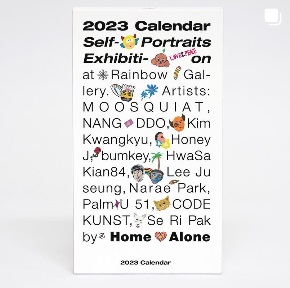 2023 Calendar
Self- Portraits
Exhibiti- on
at Rainbow Gal-
lery. Artists:
MOOSQUIAT,
NANG DDO, Kim
Kwangkyu, Honey
J, bumkey, HwaSa
Kian84, Lee Ju
seung, Narae Park,
Palm U 51, CODE
KUNST, Se Ri Pak
by Home Alone
2023 Calendar